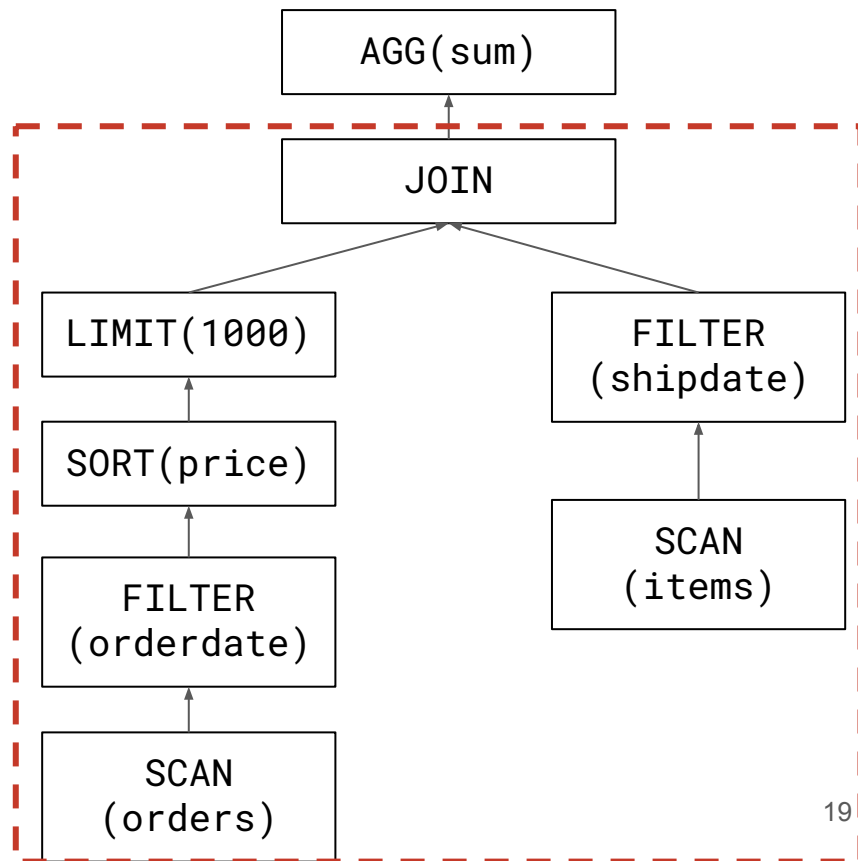 AGG(sum)
JOIN
LIMIT(1000)
SORT(price)
FILTER
(orderdate)
SCAN
(orders)
FILTER
(shipdate)
SCAN
(items)
19